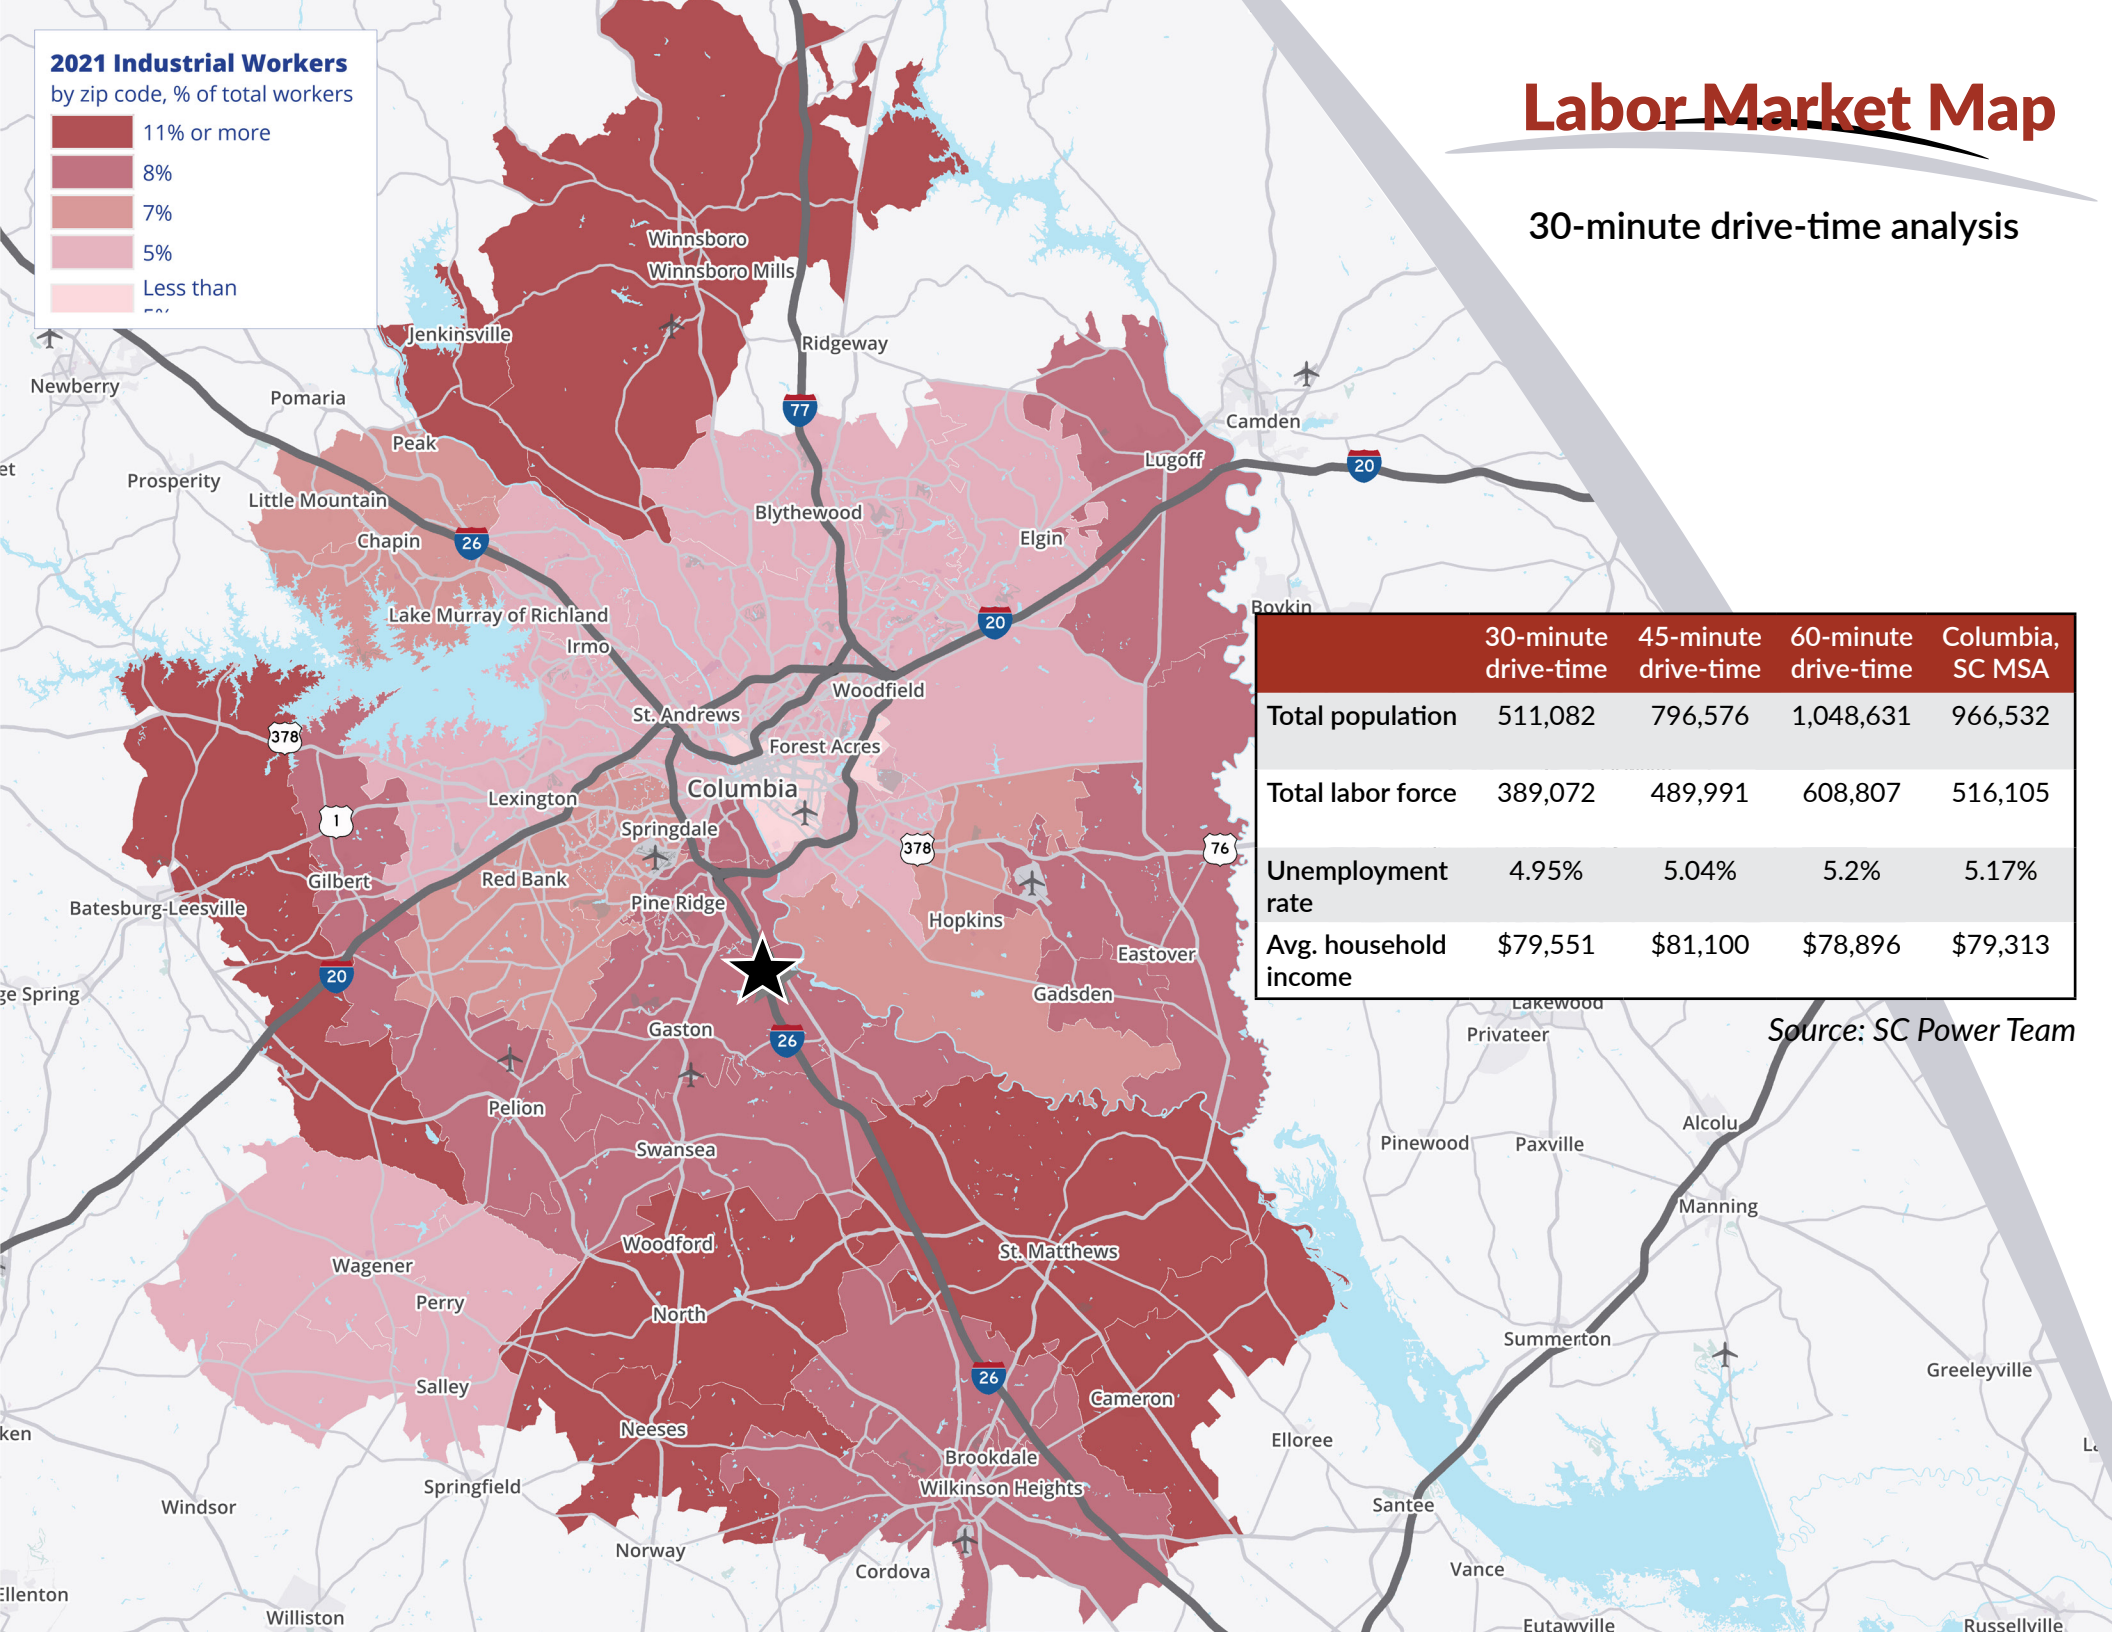 2021 Industrial Workers
by zip code, % of total workers
11% or more
8%
7%
5%
Less than
5%
Labor Market Map
30-minute drive-time analysis
Winnsboro
Winnsboro Mills
Jenkinsville
Ridgeway
Newberry
Pomaria
77
Camden
Peak
Lugoff
20
et
Prosperity
Little Mountain
Blythewood
Chapin
26
Elgin
Boykin
Lake Murray of Richland
20
Irmo
Woodfield
St. Andrews
378
Forest Acres
Columbia
Lexington
1
Springdale
378
76
Gilbert
Red Bank
Pine Ridge
Batesburg-Leesville
Hopkins
Eastover
20
ge Spring
Gadsden
Gaston
26
Pelion
Swansea
Woodford
St. Matthews
Wagener
Perry
North
26
Salley
Cameron
Neeses
Brookdale
Wilkinson Heights
ken
Springfield
Windsor
Norway
Cordova
Ellenton
Williston
30-minute drive-time
45-minute drive-time
60-minute drive-time
Columbia, SC MSA
Total population 511,082 796,576 1,048,631 966,532
Total labor force 389,072 489,991 608,807 516,105
Unemployment rate 4.95% 5.04% 5.2% 5.17%
Avg. household income $79,551 $81,100 $78,896 $79,313
Lakewood
Source: SC Power Team
Privateer
Alcolu
Pinewood
Paxville
Manning
Summerton
Greeleyville
Elloree
Santee
Vance
Eutawville
Russellville